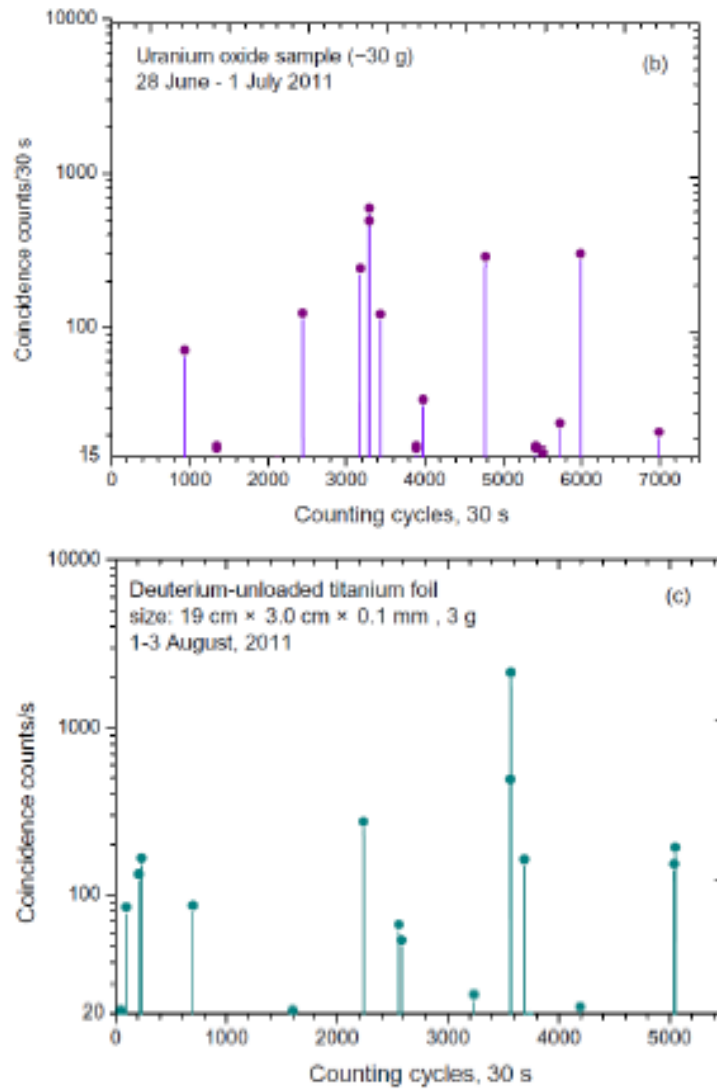 10000
Uranium oxide sample (~30 g)
28 June - 1 July 2011
(b)
1000
100
15
Coincidence counts/30 s
0 1000 2000 3000 4000 5000 6000 7000
Counting cycles, 30 s
10000
Deuterium-unloaded titanium foil
size: 19 cm × 3.0 cm × 0.1 mm , 3 g
1-3 August, 2011
(c)
1000
100
20
Coincidence counts/s
0 1000 2000 3000 4000 5000
Counting cycles, 30 s